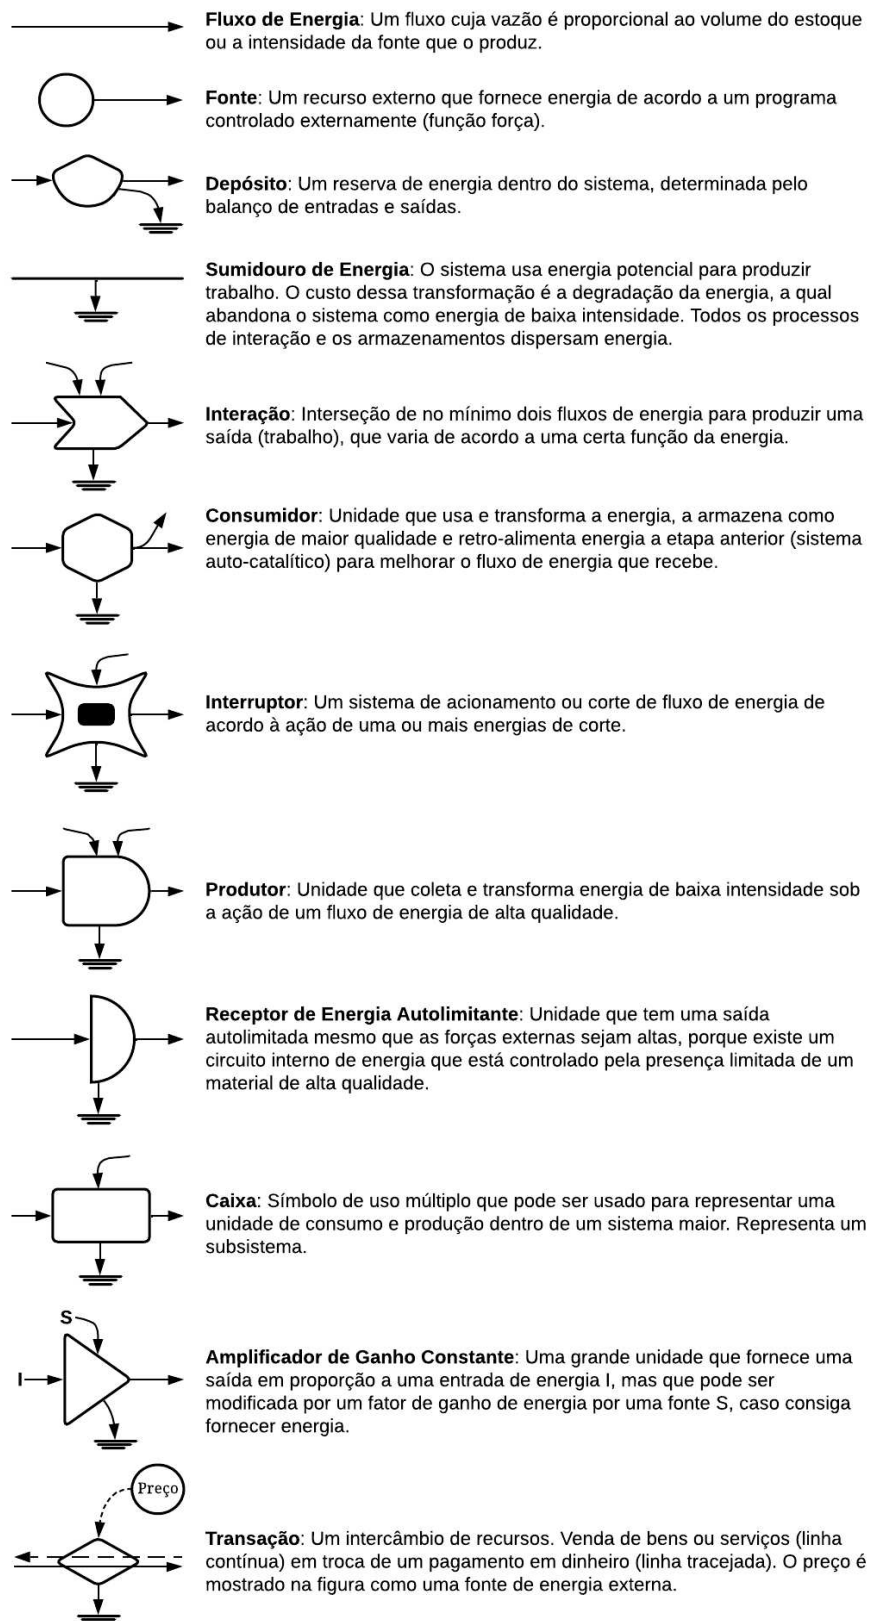 Fluxo de Energia: Um fluxo cuja vazão é proporcional ao volume do estoque
ou a intensidade da fonte que o produz.
Fonte: Um recurso externo que fornece energia de acordo a um programa
controlado externamente (função força).
Depósito: Um reserva de energia dentro do sistema, determinada pelo
balanço de entradas e saídas.
Sumidouro de Energia: O sistema usa energia potencial para produzir
trabalho. O custo dessa transformação é a degradação da energia, a qual
abandona o sistema como energia de baixa intensidade. Todos os processos
de interação e os armazenamentos dispersam energia.
Interação: Interseção de no mínimo dois fluxos de energia para produzir uma
saída (trabalho), que varia de acordo a uma certa função da energia.
Consumidor: Unidade que usa e transforma a energia, a armazena como
energia de maior qualidade e retro-alimenta energia a etapa anterior (sistema
auto-catalítico) para melhorar o fluxo de energia que recebe.
Interruptor: Um sistema de acionamento ou corte de fluxo de energia de
acordo à ação de uma ou mais energias de corte.
Produtor: Unidade que coleta e transforma energia de baixa intensidade sob
a ação de um fluxo de energia de alta qualidade.
Receptor de Energia Autolimitante: Unidade que tem uma saída
autolimitada mesmo que as forças externas sejam altas, porque existe um
circuito interno de energia que está controlado pela presença limitada de um
material de alta qualidade.
Caixa: Símbolo de uso múltiplo que pode ser usado para representar uma
unidade de consumo e produção dentro de um sistema maior. Representa um
subsistema.
S
I
Amplificador de Ganho Constante: Uma grande unidade que fornece uma
saída em proporção a uma entrada de energia I, mas que pode ser
modificada por um fator de ganho de energia por uma fonte S, caso consiga
fornecer energia.
Preço
Transação: Um intercâmbio de recursos. Venda de bens ou serviços (linha
contínua) em troca de um pagamento em dinheiro (linha tracejada). O preço é
mostrado na figura como uma fonte de energia externa.